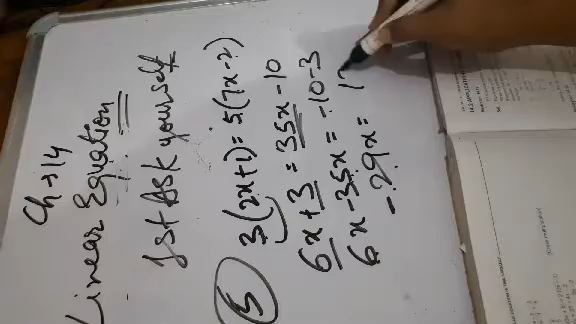 Ch → 14
Linear Equation
1st Ask yourself
5 3(2x+1) = 5(7x-2)
6x + 3 = 35x - 10
6x - 35x = -10-3
- 29x = 1